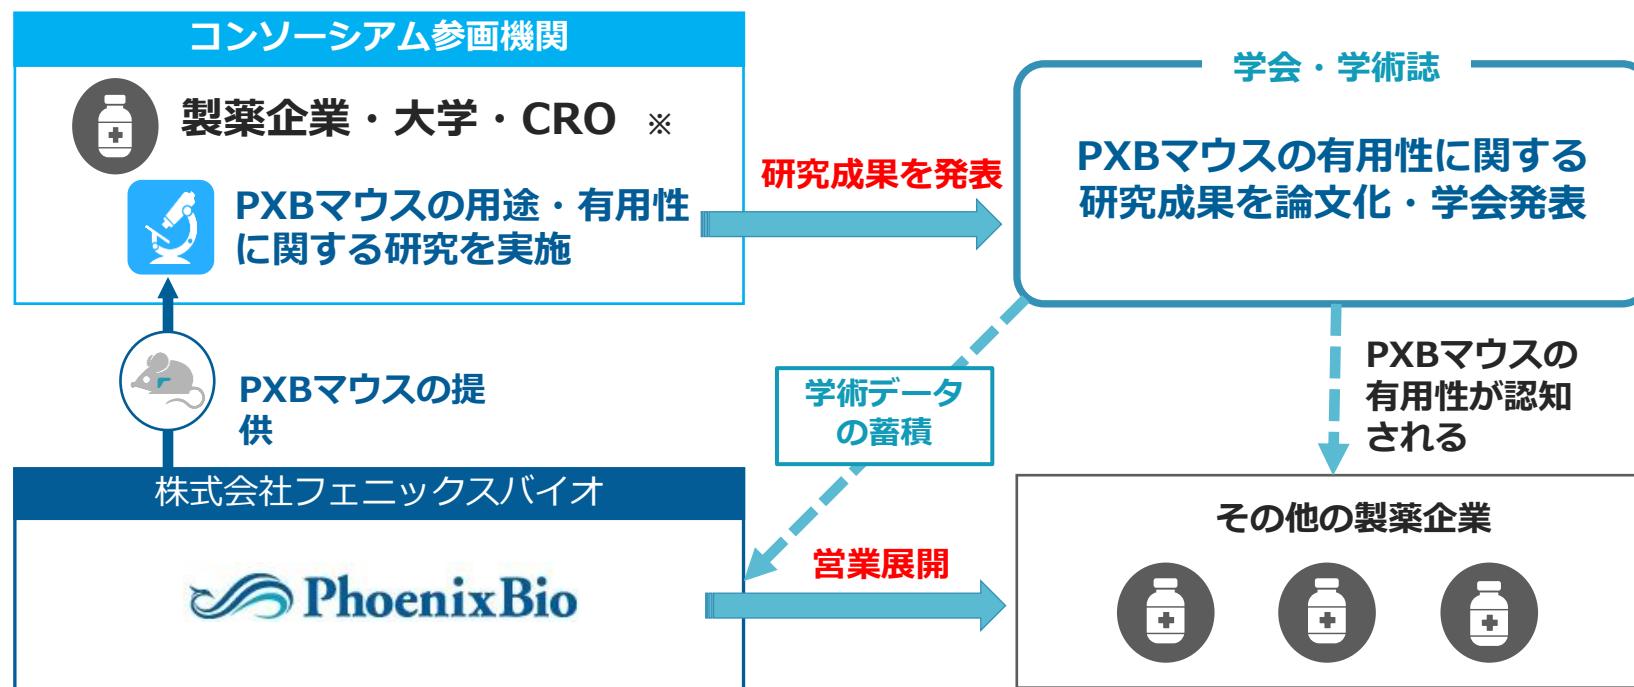 コンソーシアム参画機関
製薬企業・大学・CRO ※
PXBマウスの用途・有用性
に関する研究を実施
研究成果を発表
学会・学術誌
PXBマウスの有用性に関する
研究成果を論文化・学会発表
PXBマウスの提
供
学術データ
の蓄積
PXBマウスの
有用性が認知
される
株式会社フェニックスバイオ
PhoenixBio
営業展開
その他の製薬企業